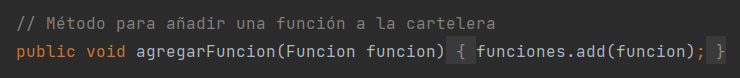 // Método para añadir una función a la cartelera
public void agregarFuncion(Funcion funcion) { funciones.add(funcion); }